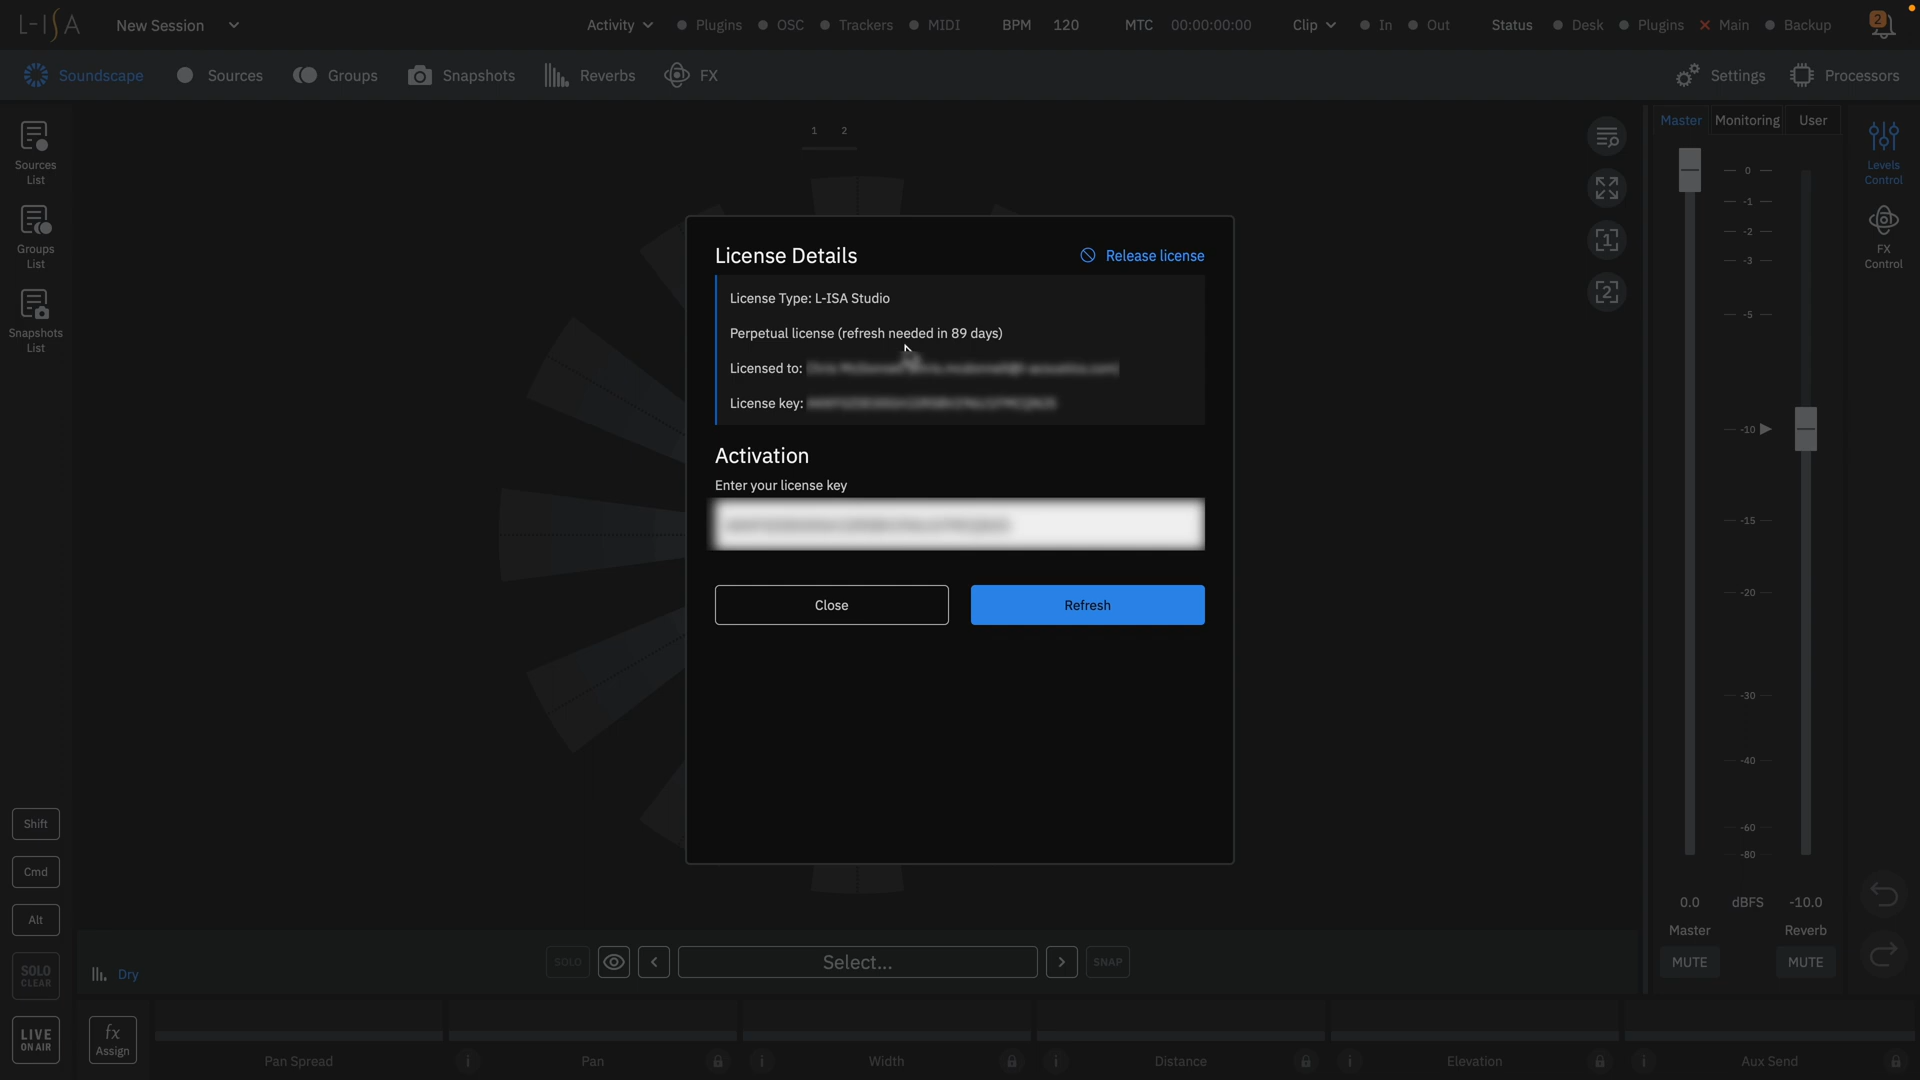 L-ISA New Session Activity Plugins OSC Trackers MIDI BPM 120 MTC 00:00:00:00 Clip In Out Status Desk Plugins Main Backup 2
Soundscape Sources Groups Snapshots Reverbs FX Settings Processors
Sources
List
Groups
List
Snapshots
List
Shift
Cmd
Alt
SOLO
CLEAR
LIVE
ON AIR
1 2
1
2
License Details Release license
License Type: L-ISA Studio
Perpetual license (refresh needed in 89 days)
Licensed to:
License key:
Activation
Enter your license key
Close Refresh
Dry
SOLO < Select... > SNAP
fx
Assign
Pan Spread i Pan i Width i Distance i Elevation i Aux Send
Master Monitoring User
0
-1
-2
-3
-5
-10
-15
-20
-30
-40
-60
-80
0.0 dBFS -10.0
Master Reverb
MUTE MUTE
Levels
Control
FX
Control